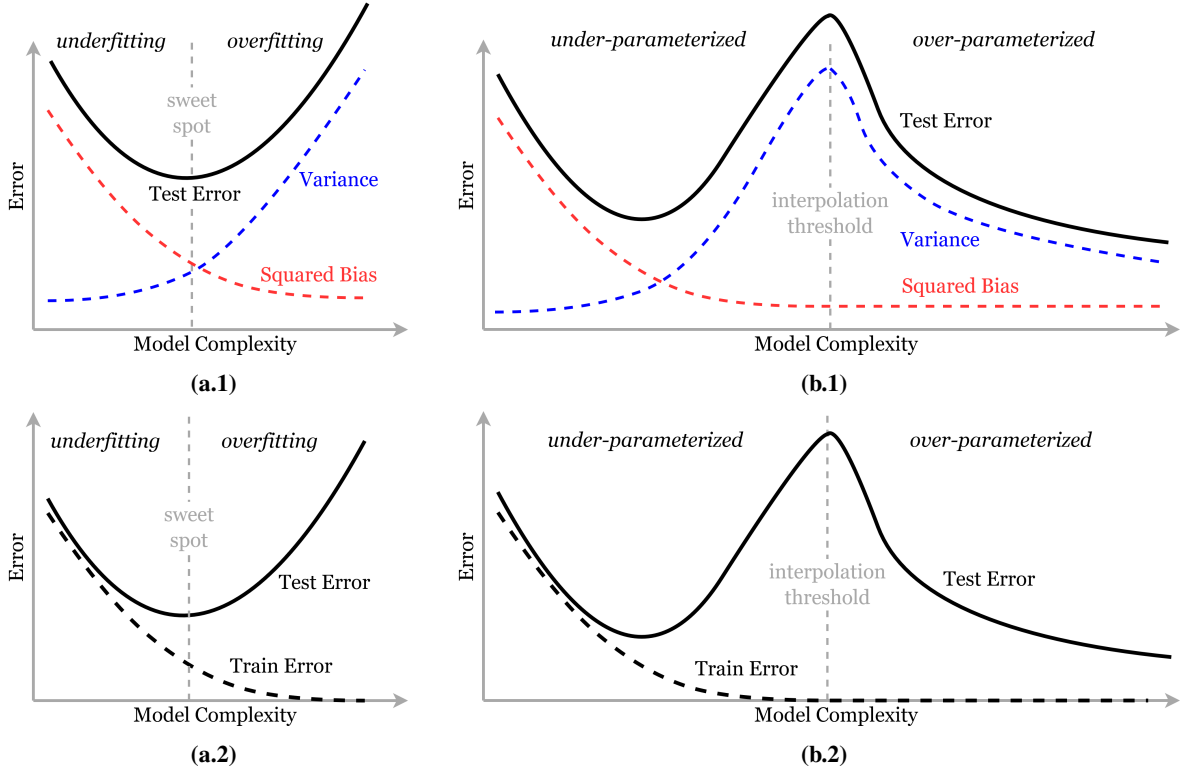 underfitting
overfitting
sweet
spot
Test Error
Variance
Squared Bias
Error
Model Complexity
(a.1)
under-parameterized
over-parameterized
Test Error
interpolation
threshold
Variance
Squared Bias
Error
Model Complexity
(b.1)
underfitting
overfitting
sweet
spot
Test Error
Train Error
Error
Model Complexity
(a.2)
under-parameterized
over-parameterized
interpolation
threshold
Test Error
Train Error
Error
Model Complexity
(b.2)